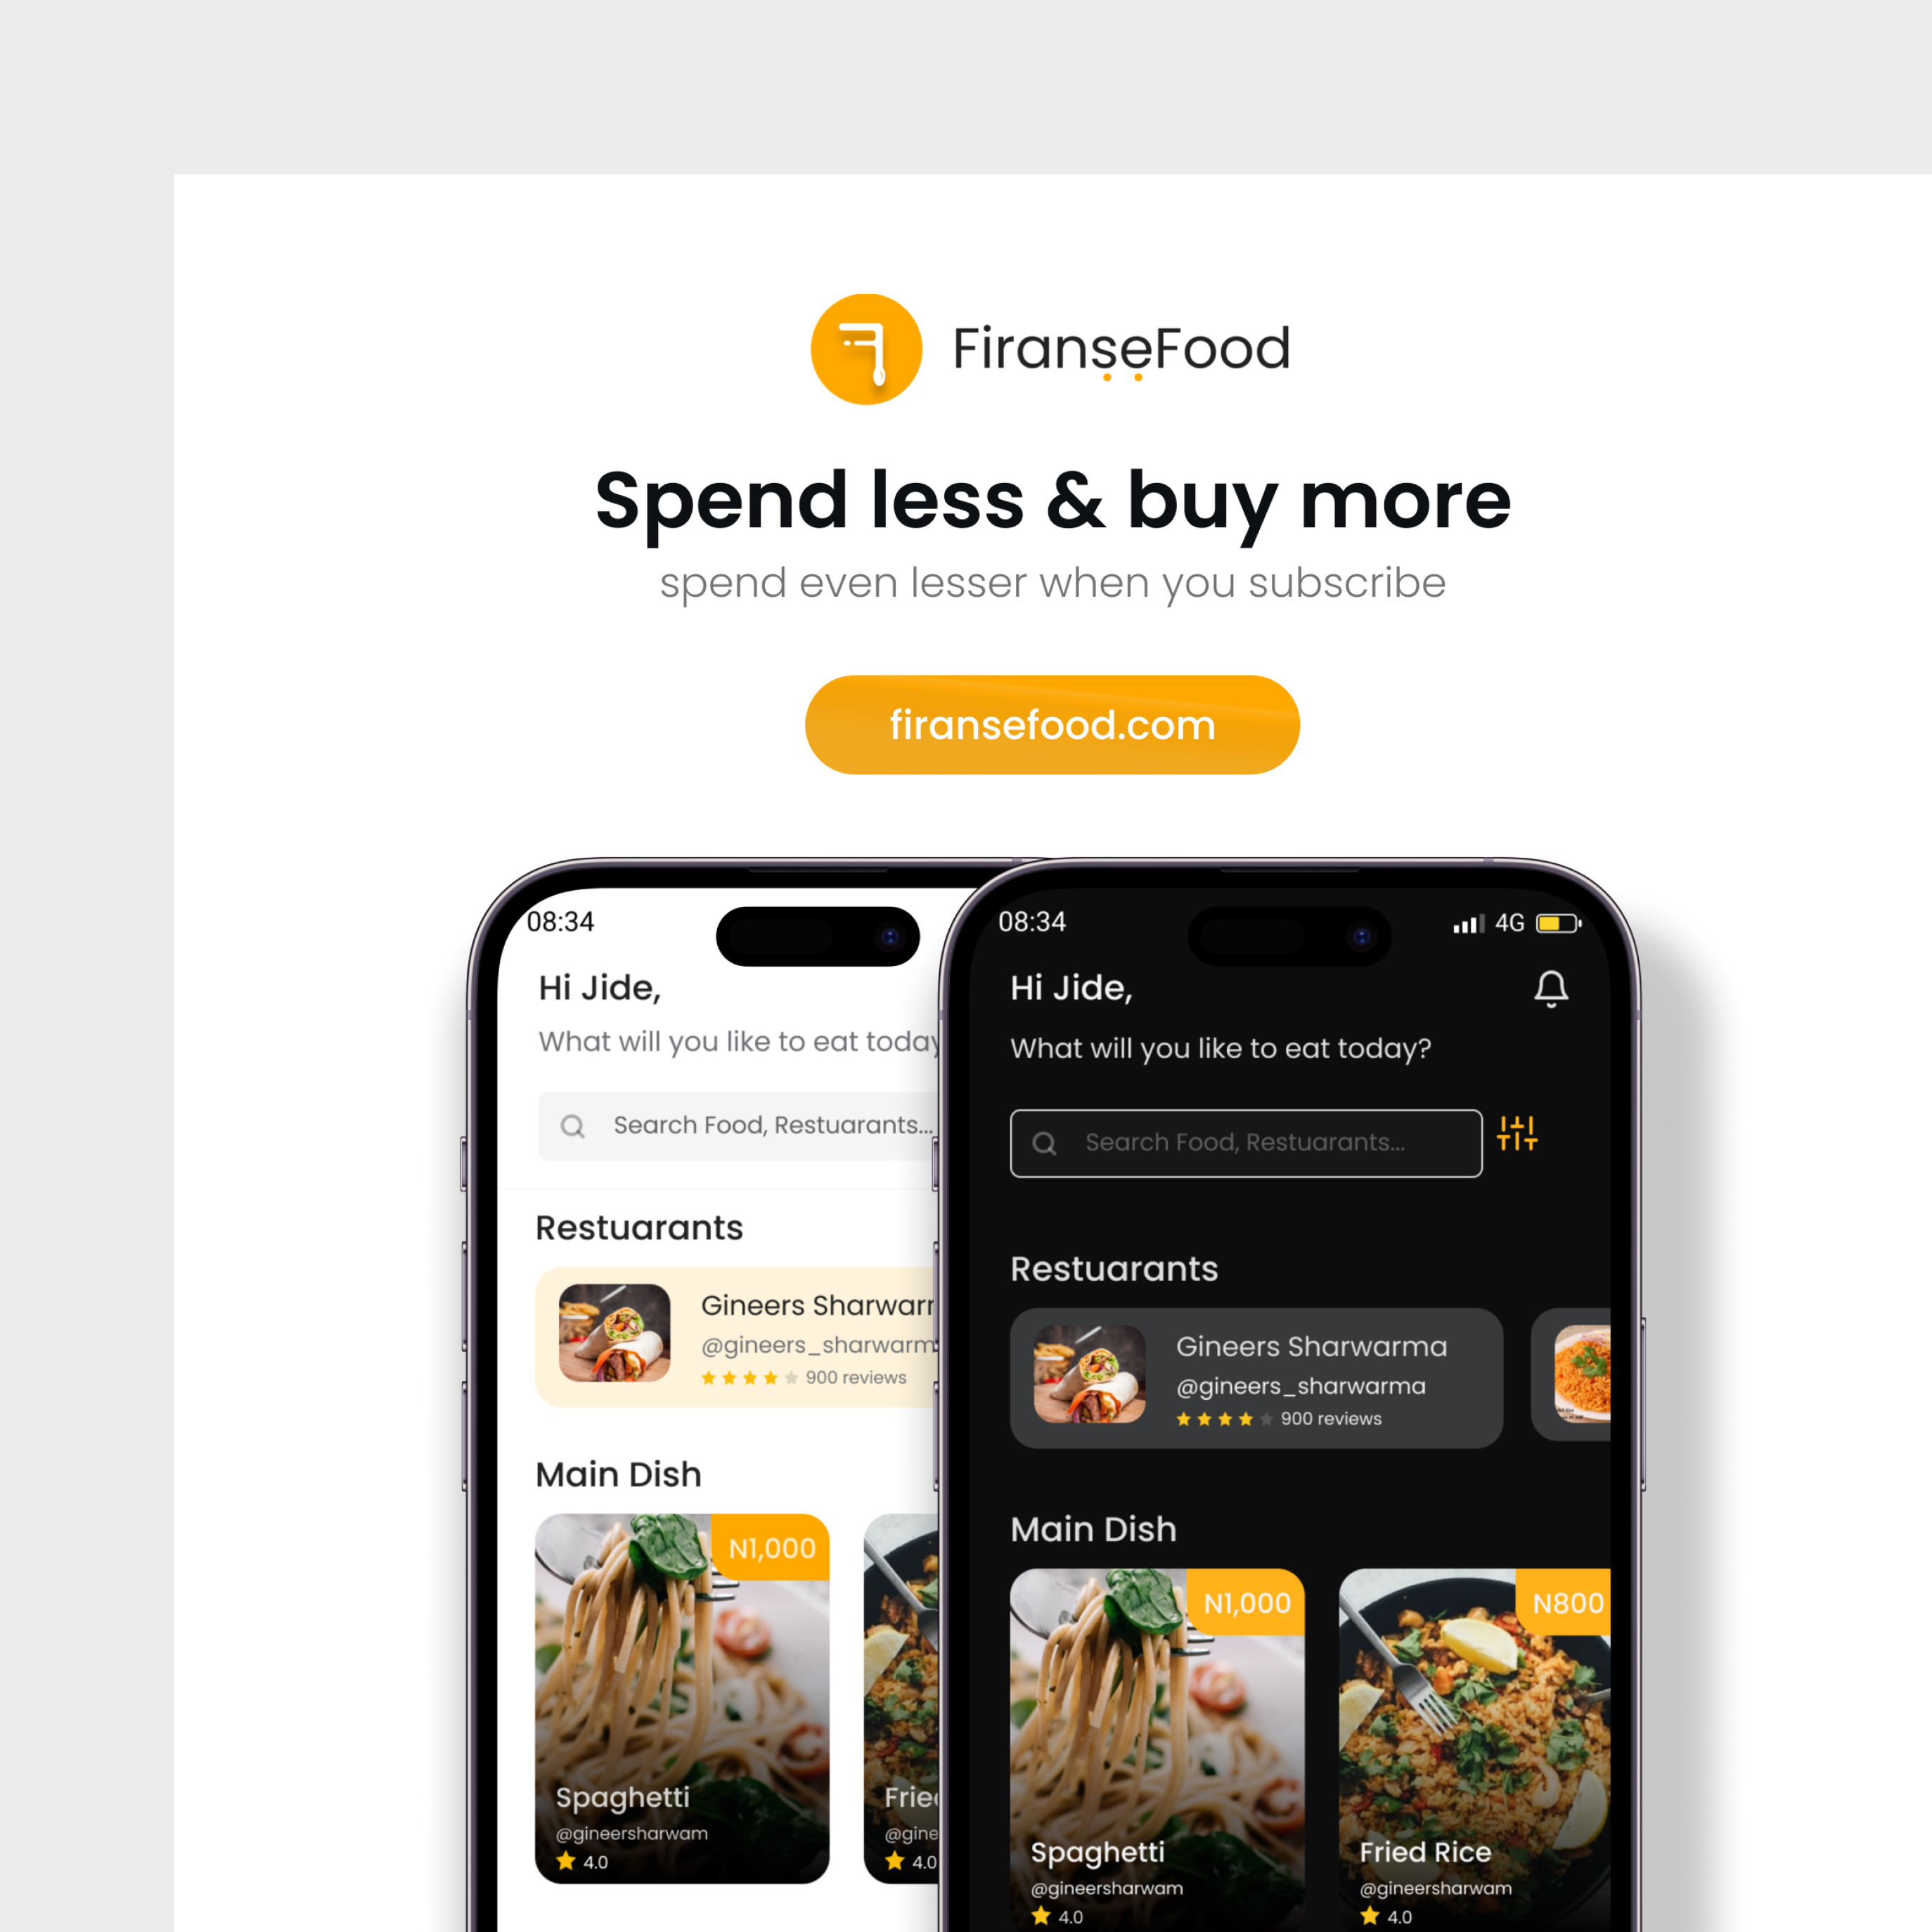 FiransẹFood
Spend less & buy more
spend even lesser when you subscribe
firansefood.com
08:34
Hi Jide,
What will you like to eat today
Search Food, Restuarants...
Restuarants
Gineers Sharwar
@gineers_sharwarm
900 reviews
Main Dish
N1,000
Spaghetti
@gineersharwam
4.0
Frie
@gine
4.0
08:34
4G
Hi Jide,
What will you like to eat today?
Search Food, Restuarants...
Restuarants
Gineers Sharwarma
@gineers_sharwarma
900 reviews
Main Dish
N1,000
N800
Spaghetti
@gineersharwam
4.0
Fried Rice
@gineersharwam
4.0